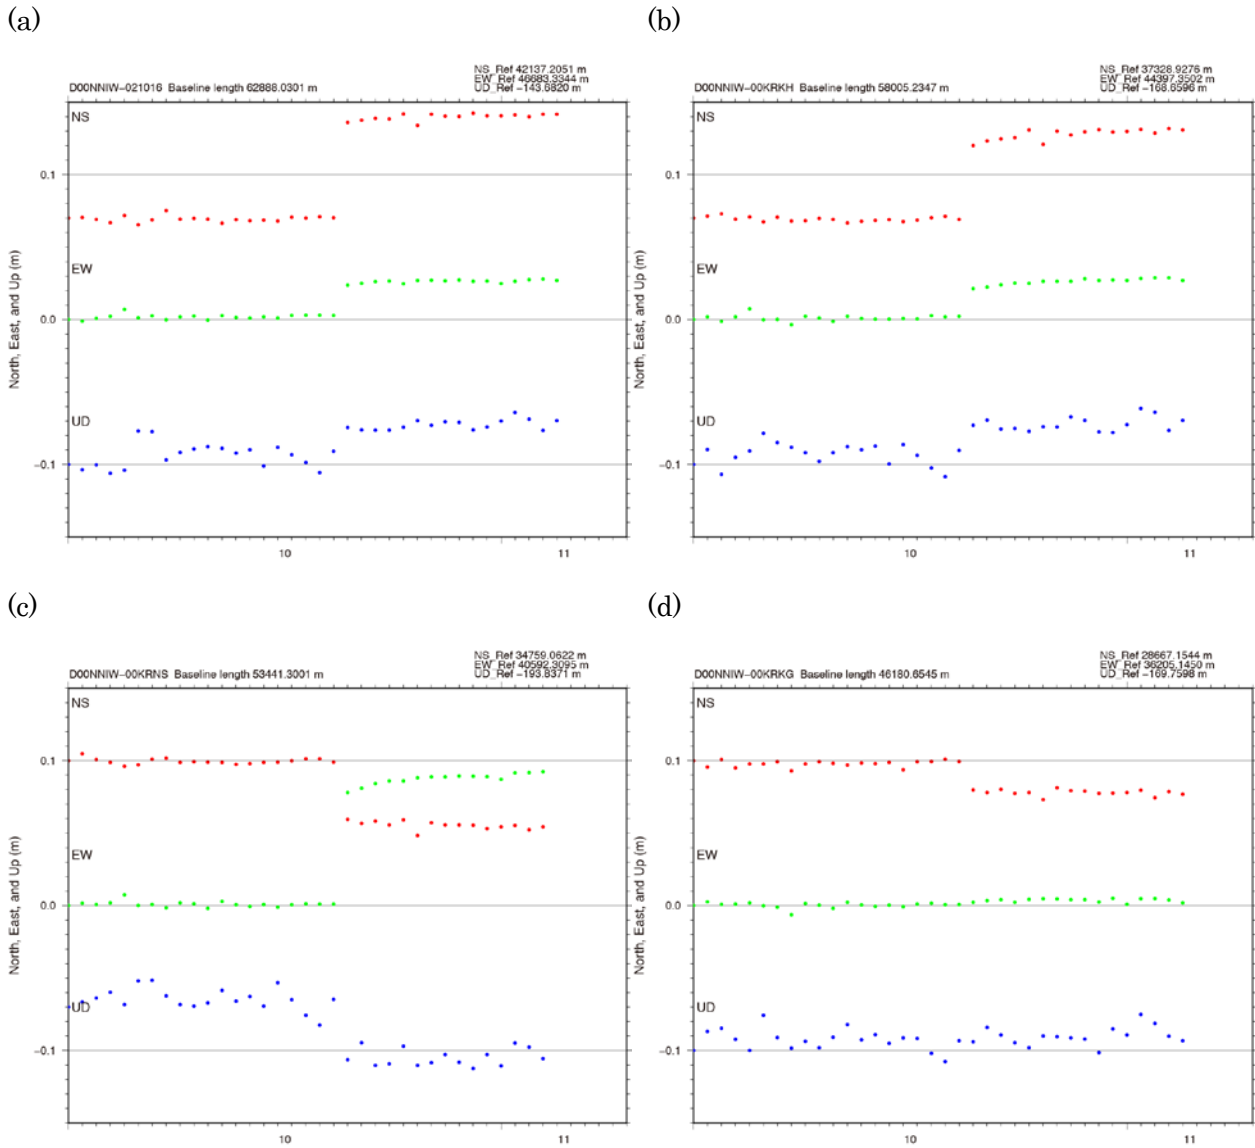 (a)
NS_Ref 42137.2051 m
EW_Ref 46683.3344 m
UD_Ref -143.6820 m
D00NNIW-021016 Baseline length 62888.0301 m
NS
0.1
EW
0.0
UD
-0.1
North, East, and Up (m)
10
11
(b)
NS_Ref 37328.9276 m
EW_Ref 44397.3502 m
UD_Ref -168.6596 m
D00NNIW-00KRKH Baseline length 58005.2347 m
NS
0.1
EW
0.0
UD
-0.1
North, East, and Up (m)
10
11
(c)
NS_Ref 34759.0622 m
EW_Ref 40592.3095 m
UD_Ref -193.8371 m
D00NNIW-00KRNS Baseline length 53441.3001 m
NS
0.1
EW
0.0
UD
-0.1
North, East, and Up (m)
10
11
(d)
NS_Ref 28667.1544 m
EW_Ref 36205.1450 m
UD_Ref -169.7598 m
D00NNIW-00KRKG Baseline length 46180.6545 m
NS
0.1
EW
0.0
UD
-0.1
North, East, and Up (m)
10
11